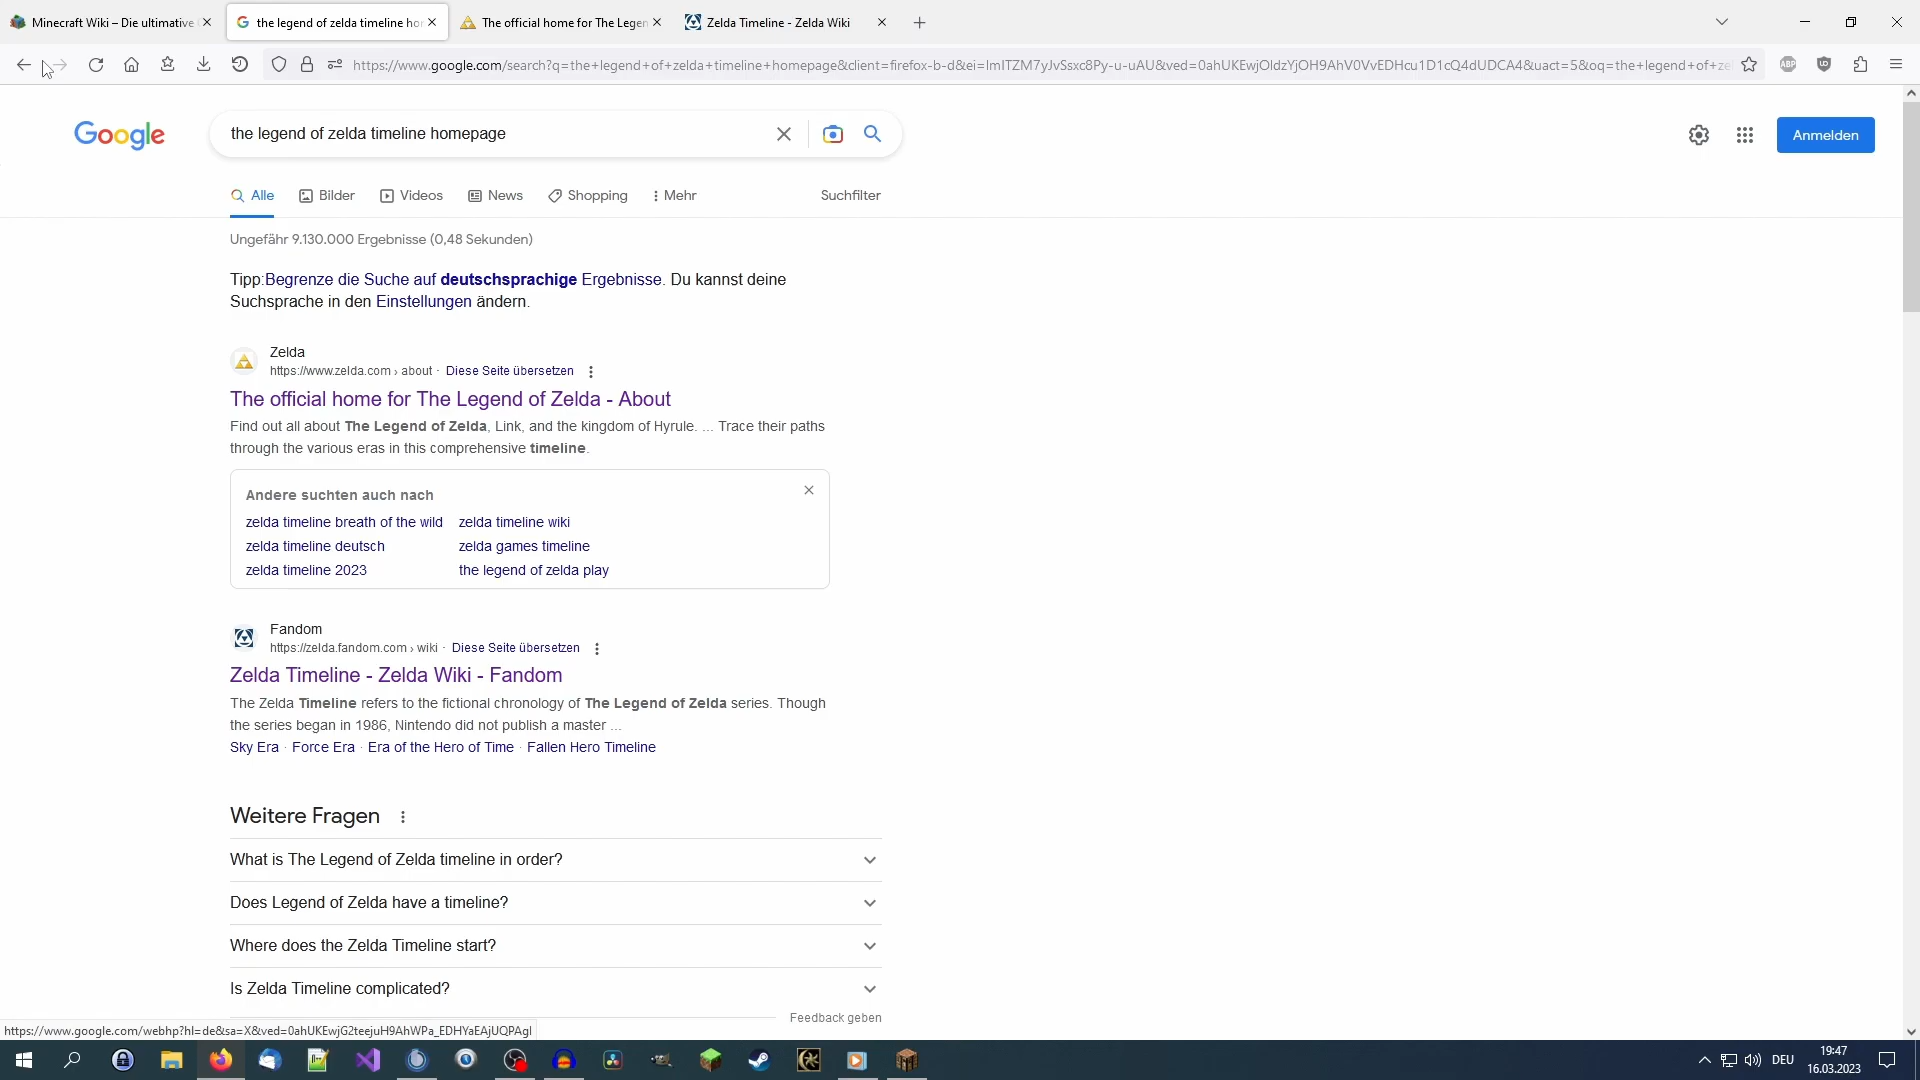 Minecraft Wiki – Die ultimative
the legend of zelda timeline ho
The official home for The Legen
Zelda Timeline - Zelda Wiki
https://www.google.com/search?q=the+legend+of+zelda+timeline+homepage&client=firefox-b-d&ei=ImITZM7yJvSsxc8Py-u-uAU&ved=0ahUKEwjOldzYjOH9AhV0VvEDHcu1D1cQ4dUDCA4&uact=5&oq=the+legend+of+ze
ABP
Google
the legend of zelda timeline homepage
Anmelden
Alle
Bilder
Videos
News
Shopping
Mehr
Suchfilter
Ungefähr 9.130.000 Ergebnisse (0,48 Sekunden)
Tipp:Begrenze die Suche auf deutschsprachige Ergebnisse. Du kannst deine
Suchsprache in den Einstellungen ändern.
Zelda
https://www.zelda.com › about · Diese Seite übersetzen
The official home for The Legend of Zelda - About
Find out all about The Legend of Zelda, Link, and the kingdom of Hyrule. ... Trace their paths
through the various eras in this comprehensive timeline.
Andere suchten auch nach
zelda timeline breath of the wild
zelda timeline wiki
zelda timeline deutsch
zelda games timeline
zelda timeline 2023
the legend of zelda play
Fandom
https://zelda.fandom.com › wiki · Diese Seite übersetzen
Zelda Timeline - Zelda Wiki - Fandom
The Zelda Timeline refers to the fictional chronology of The Legend of Zelda series. Though
the series began in 1986, Nintendo did not publish a master ...
Sky Era · Force Era · Era of the Hero of Time · Fallen Hero Timeline
Weitere Fragen
What is The Legend of Zelda timeline in order?
Does Legend of Zelda have a timeline?
Where does the Zelda Timeline start?
Is Zelda Timeline complicated?
Feedback geben
https://www.google.com/webhp?hl=de&sa=X&ved=0ahUKEwjG2teejuH9AhWPa_EDHYaEAjUQPAgI
DEU
19:47
16.03.2023